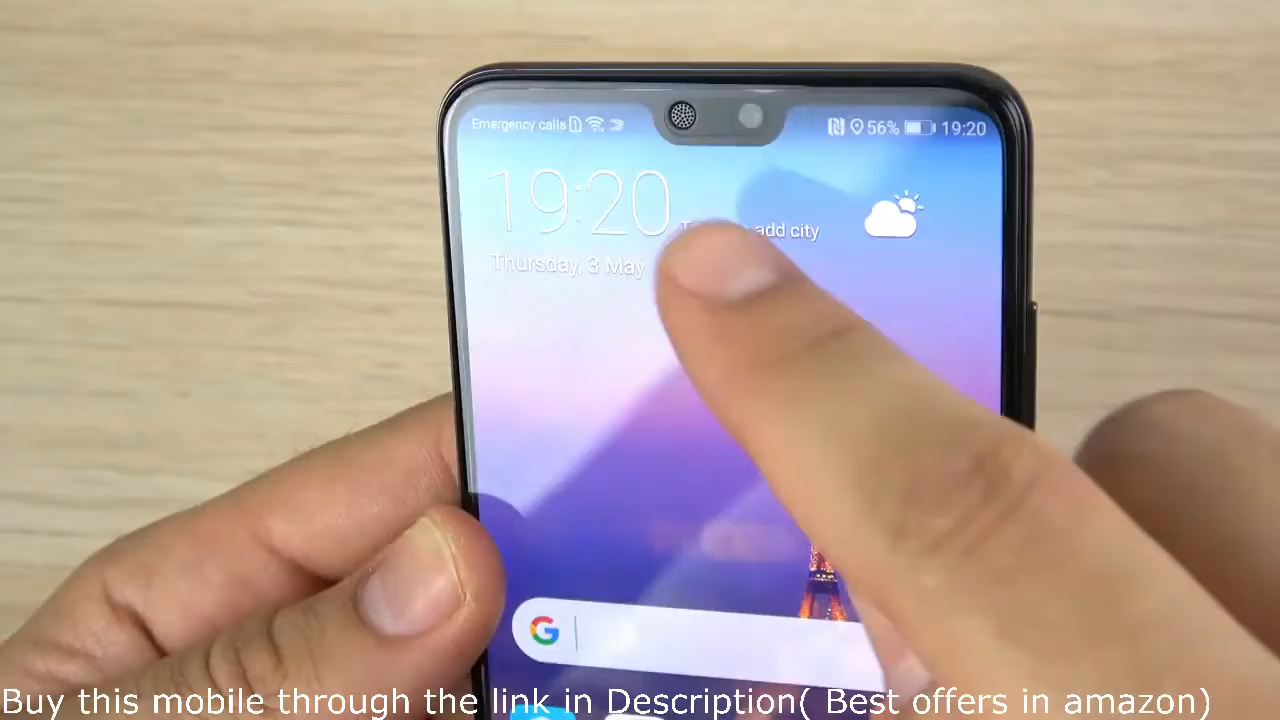 Emergency calls 56% 19:20
19:20
add city
Thursday, 3 May
G
Buy this mobile through the link in Description( Best offers in amazon)